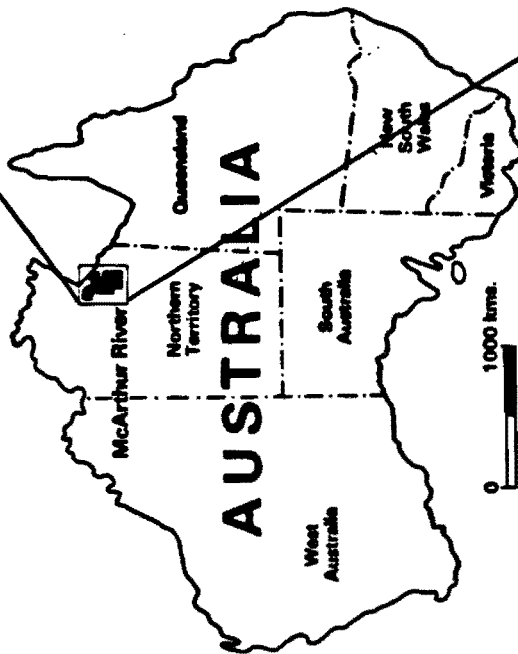 McArthur River
Queensland
Northern
Territory
AUSTRALIA
West
Australia
South
Australia
New
South
Wales
Victoria
0
1000 kms.